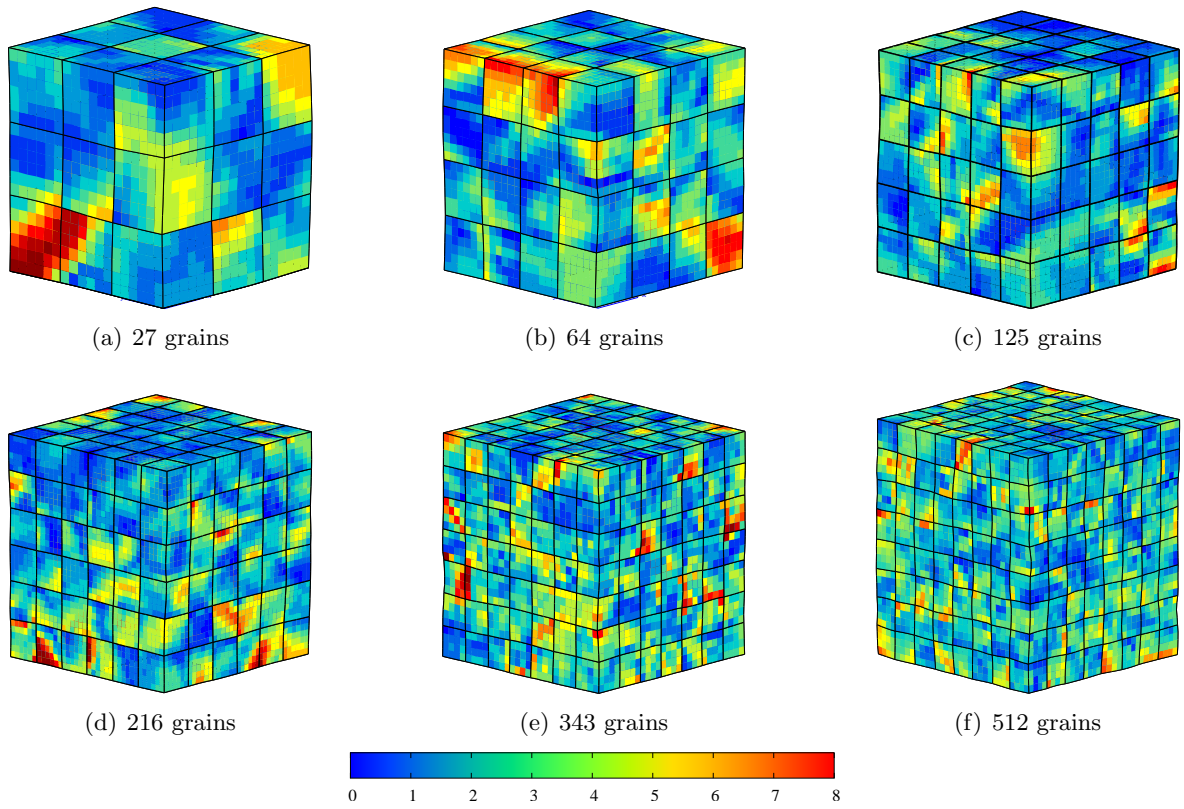 (a) 27 grains
(b) 64 grains
(c) 125 grains
(d) 216 grains
(e) 343 grains
(f) 512 grains
0 1 2 3 4 5 6 7 8